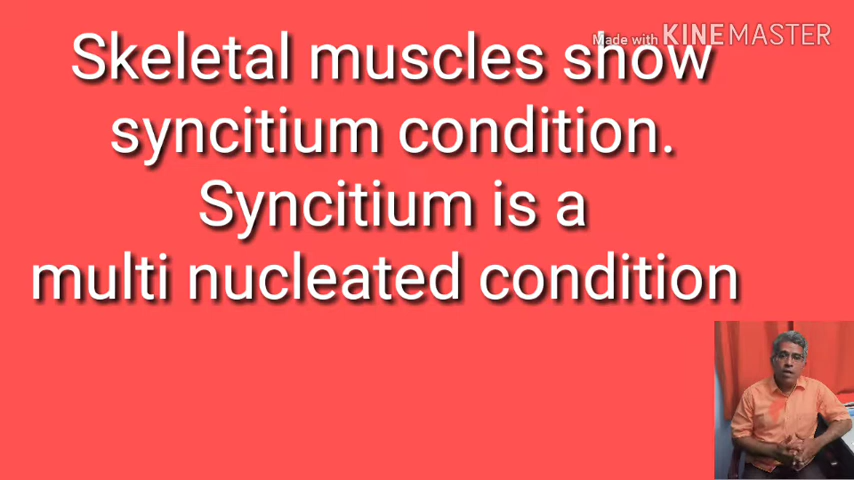 Made with KINEMASTER
Skeletal muscles show
syncitium condition.
Syncitium is a
multi nucleated condition